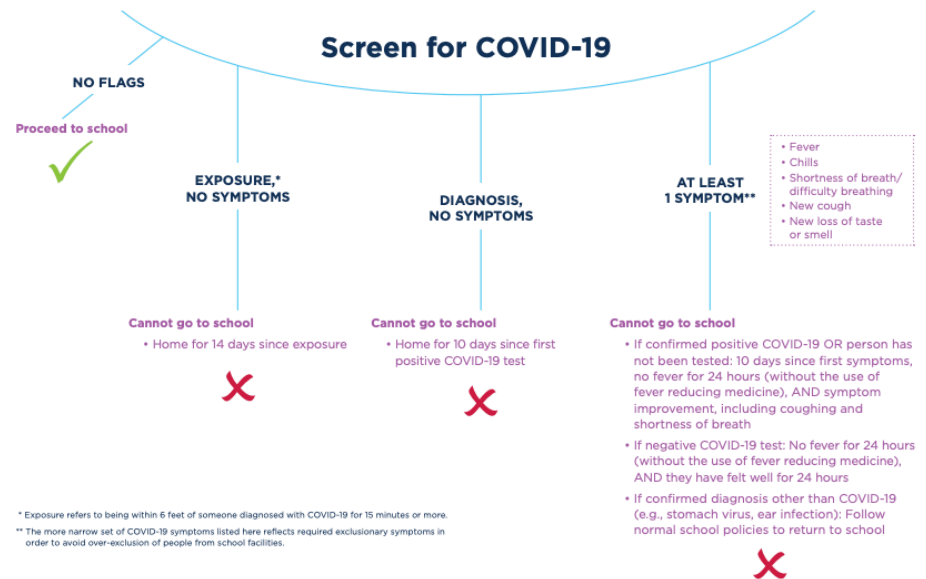 Screen for COVID-19
NO FLAGS
Proceed to school
EXPOSURE,*
NO SYMPTOMS
Cannot go to school
• Home for 14 days since exposure
DIAGNOSIS,
NO SYMPTOMS
Cannot go to school
• Home for 10 days since first
positive COVID-19 test
AT LEAST
1 SYMPTOM**
• Fever
• Chills
• Shortness of breath/
difficulty breathing
• New cough
• New loss of taste
or smell
Cannot go to school
• If confirmed positive COVID-19 OR person has
not been tested: 10 days since first symptoms,
no fever for 24 hours (without the use of
fever reducing medicine), AND symptom
improvement, including coughing and
shortness of breath
• If negative COVID-19 test: No fever for 24 hours
(without the use of fever reducing medicine),
AND they have felt well for 24 hours
• If confirmed diagnosis other than COVID-19
(e.g., stomach virus, ear infection): Follow
normal school policies to return to school
* Exposure refers to being within 6 feet of someone diagnosed with COVID-19 for 15 minutes or more.
** The more narrow set of COVID-19 symptoms listed here reflects required exclusionary symptoms in
order to avoid over-exclusion of people from school facilities.